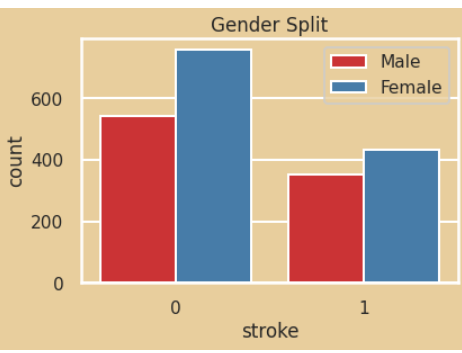 Gender Split
Male
Female
600
400
200
0
count
0 1
stroke